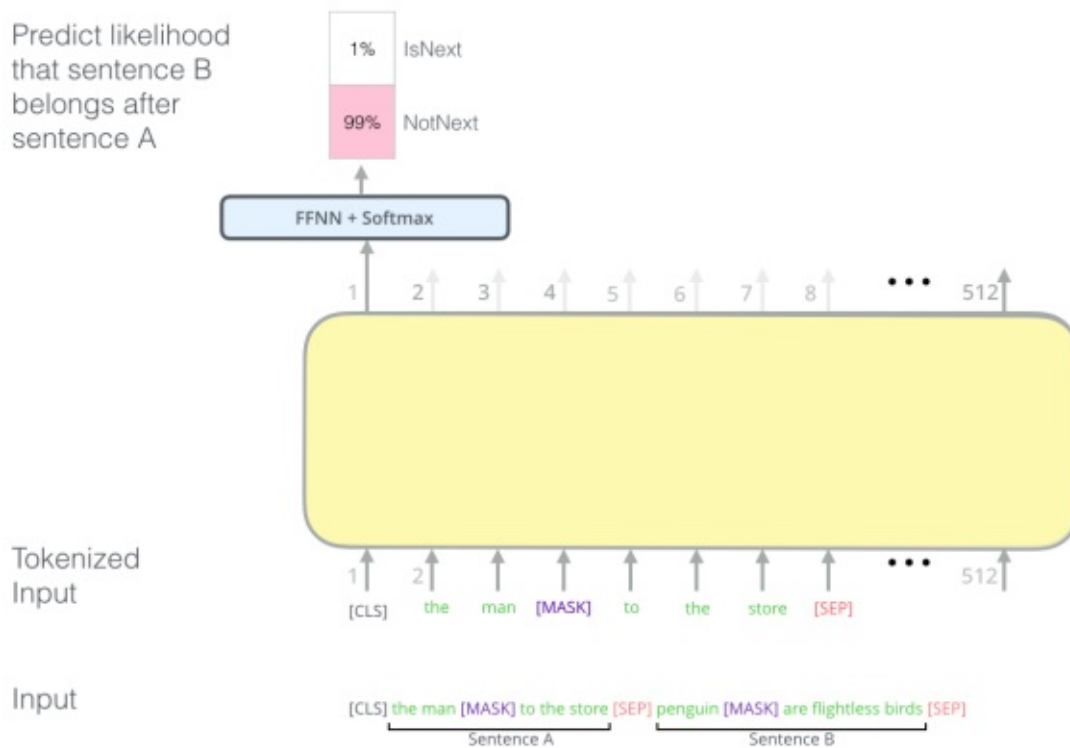 Predict likelihood
that sentence B
belongs after
sentence A
1% IsNext
99% NotNext
FFNN + Softmax
1 2 3 4 5 6 7 8 ••• 512
Tokenized
Input
1 2 ••• 512
[CLS] the man [MASK] to the store [SEP]
Input
[CLS] the man [MASK] to the store [SEP] penguin [MASK] are flightless birds [SEP]
Sentence A Sentence B